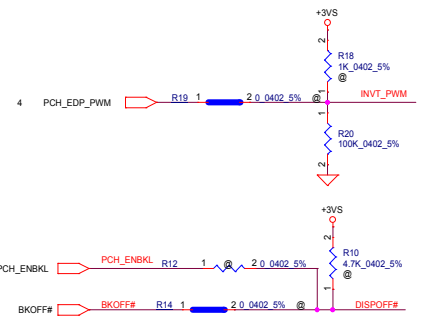 +3VS
2
R18
1K_0402_5%
@
1
INVT_PWM
4 PCH_EDP_PWM R19 1 2 0_0402_5% @
1
R20
100K_0402_5%
2
+3VS
2
R10
4.7K_0402_5%
@
1
PCH_ENBKL
PCH_ENBKL R12 1 @ 2 0_0402_5%
BKOFF# BKOFF# R14 1 2 0_0402_5% @ DISPOFF#